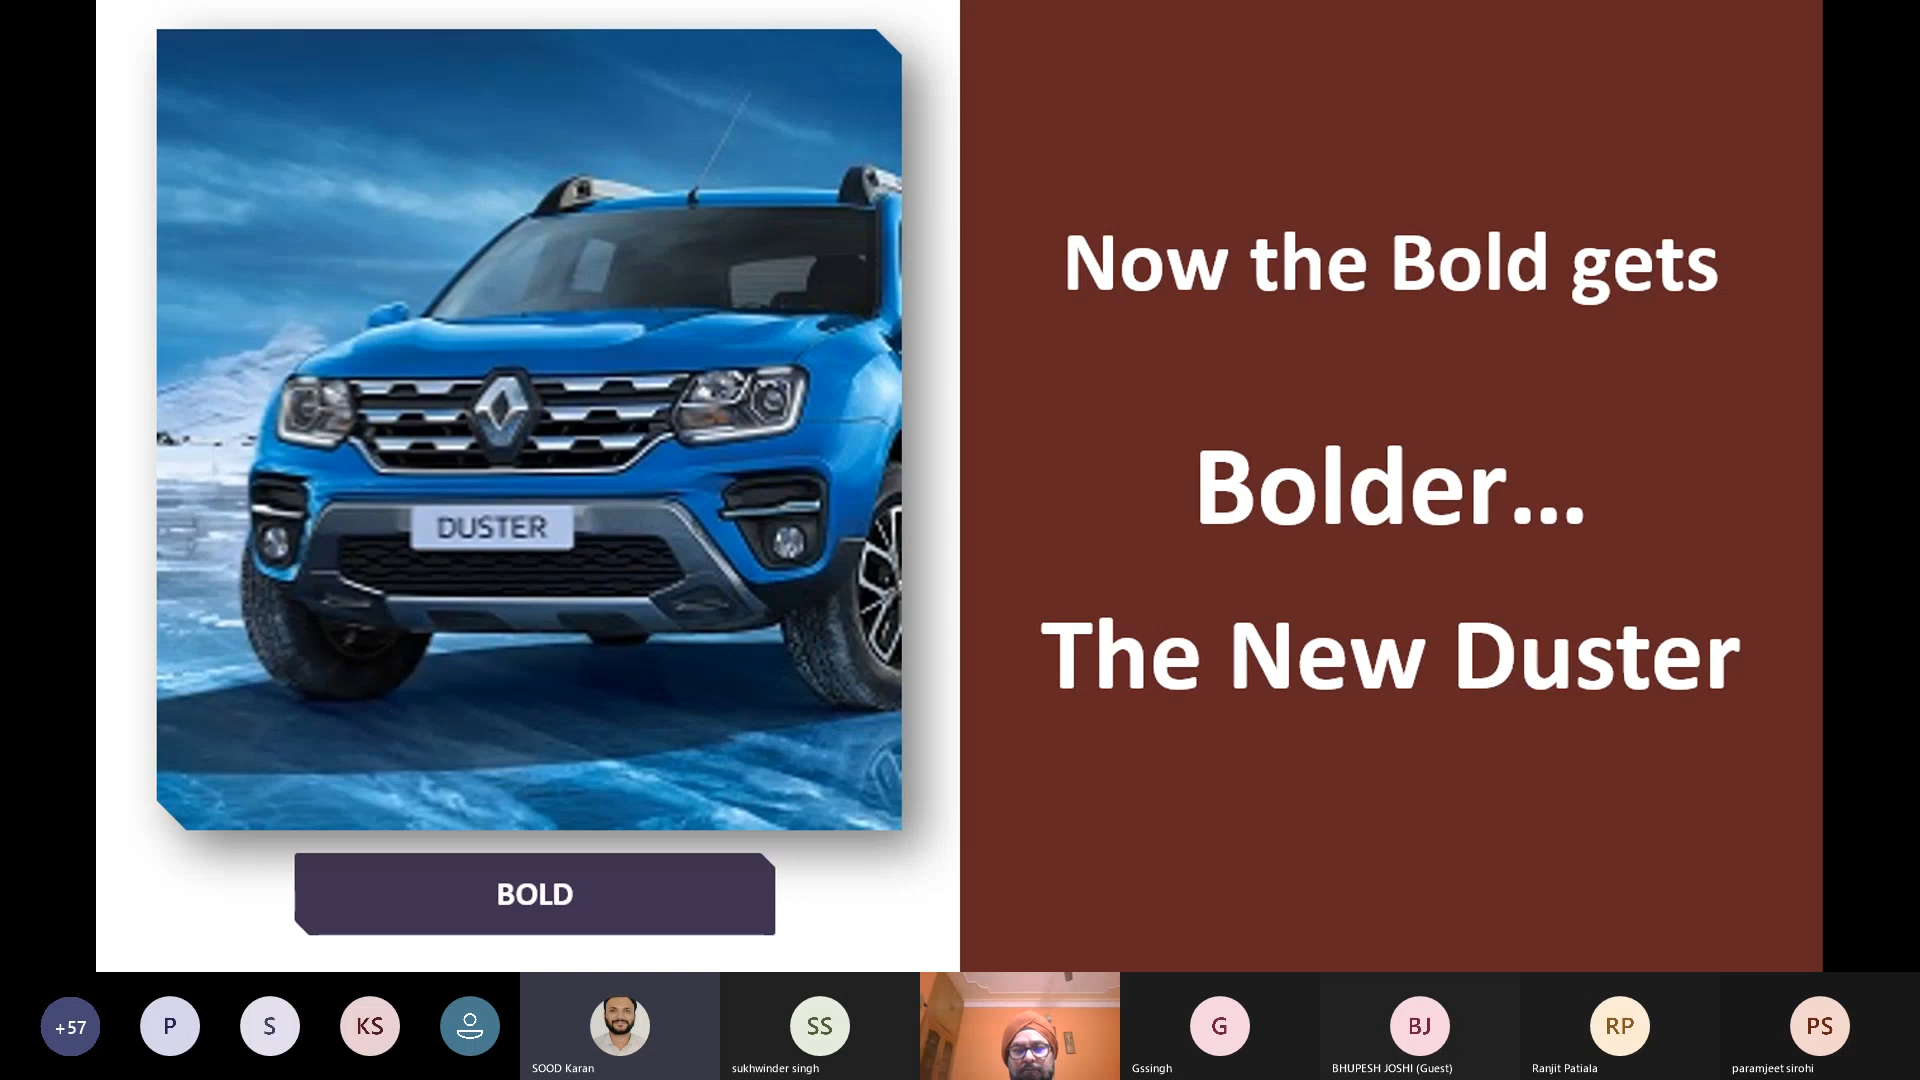 Now the Bold gets
Bolder...
The New Duster
DUSTER
BOLD
+57
P
S
KS
SOOD Karan
SS
sukhwinder singh
G
Gssingh
BJ
BHUPESH JOSHI (Guest)
RP
Ranjit Patiala
PS
paramjeet sirohi